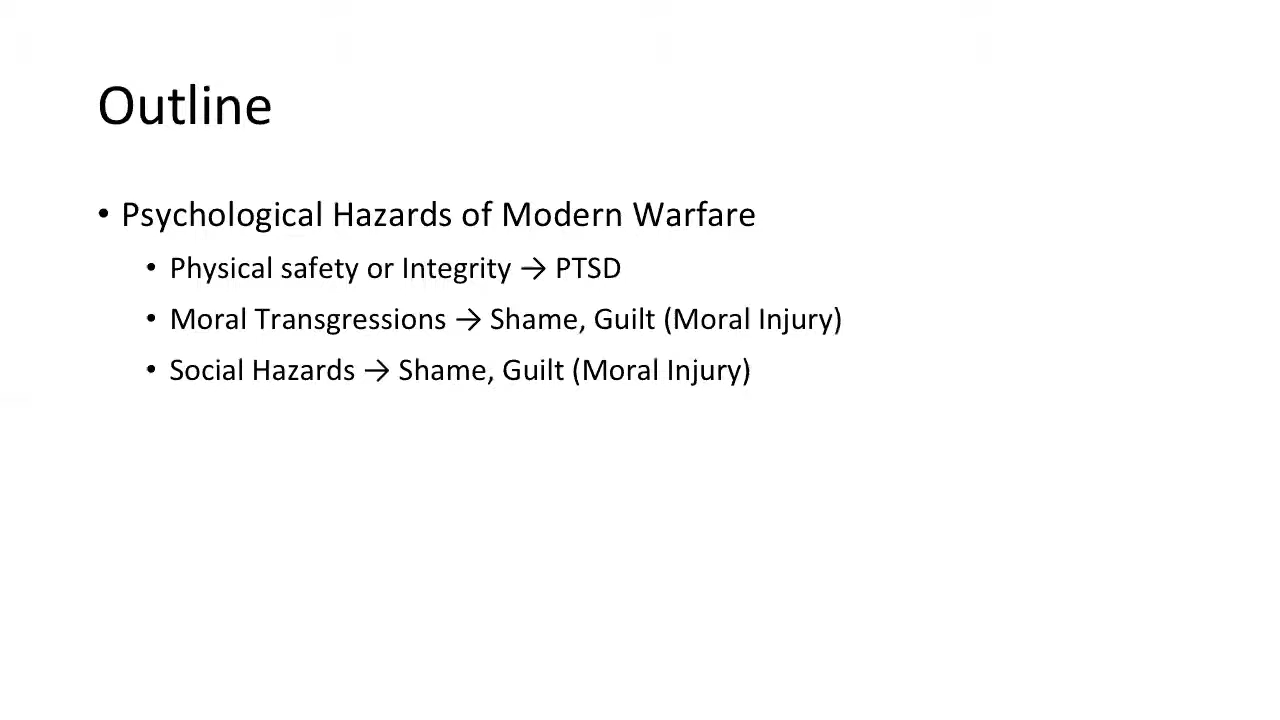 Outline
• Psychological Hazards of Modern Warfare
• Physical safety or Integrity → PTSD
• Moral Transgressions → Shame, Guilt (Moral Injury)
• Social Hazards → Shame, Guilt (Moral Injury)